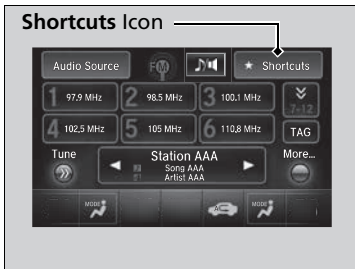 Shortcuts Icon
Audio Source FM ★ Shortcuts
1 97.9 MHz 2 98.5 MHz 3 100.1 MHz 7-12
4 102,5 MHz 5 105 MHz 6 110,8 MHz TAG
Tune Station AAA More...
Song AAA
Artist AAA
MODE A/C MODE